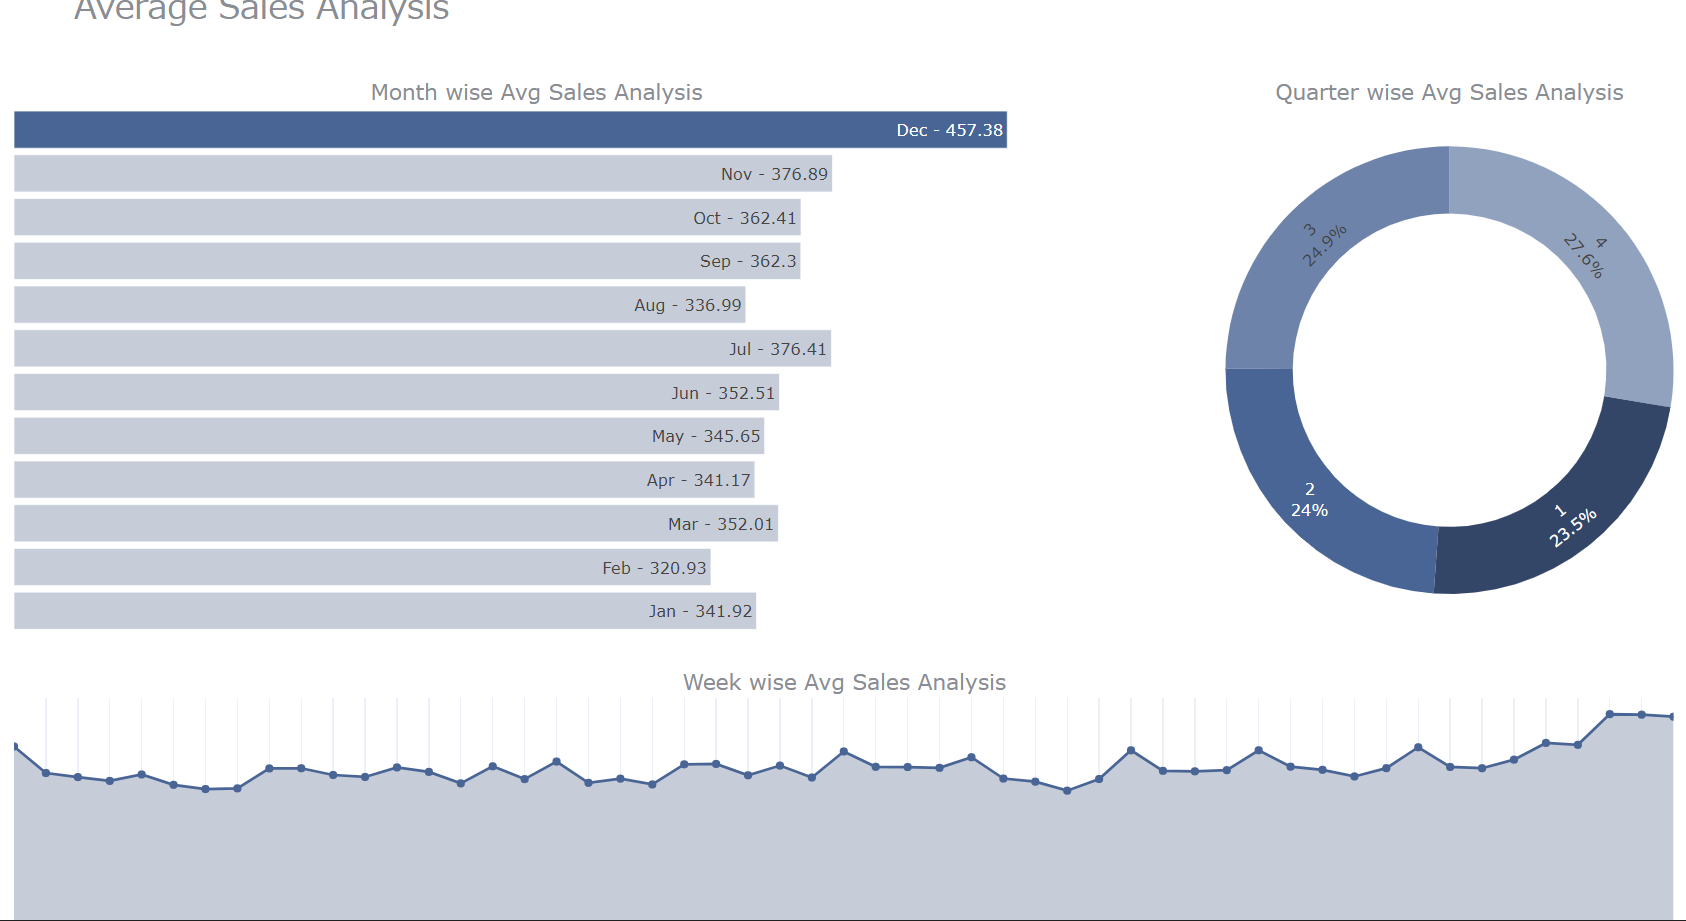 Average Sales Analysis
Month wise Avg Sales Analysis
Dec - 457.38
Nov - 376.89
Oct - 362.41
Sep - 362.3
Aug - 336.99
Jul - 376.41
Jun - 352.51
May - 345.65
Apr - 341.17
Mar - 352.01
Feb - 320.93
Jan - 341.92
Quarter wise Avg Sales Analysis
3
24.9%
4
27.6%
2
24%
1
23.5%
Week wise Avg Sales Analysis